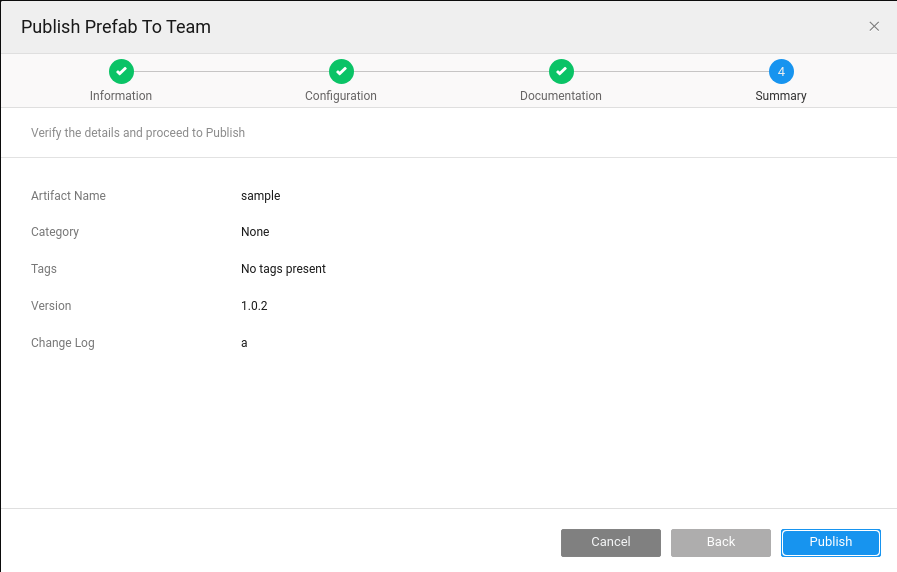 Publish Prefab To Team
4
Information Configuration Documentation Summary
Verify the details and proceed to Publish
Artifact Name sample
Category None
Tags No tags present
Version 1.0.2
Change Log a
Cancel Back Publish